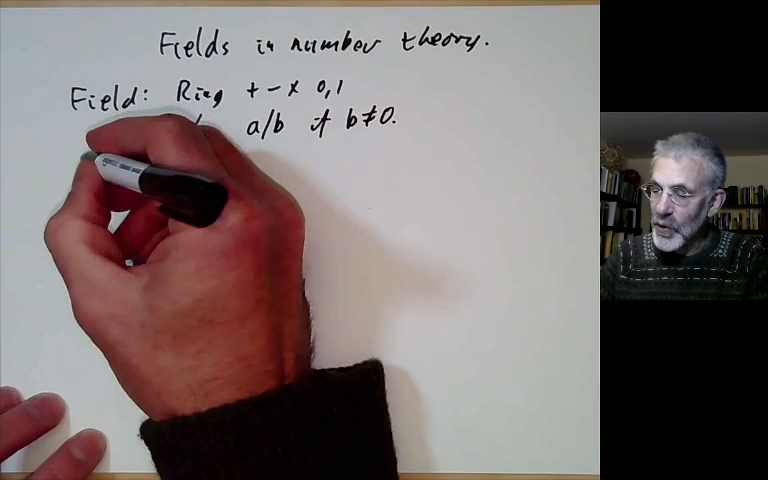 Fields in number theory.
Field: Ring + - x 0,1
a/b if b≠0.